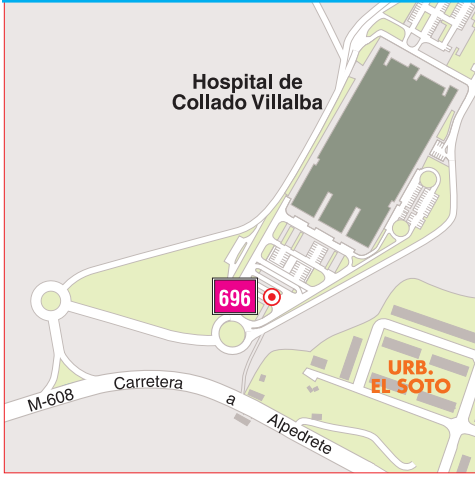 Hospital de
Collado Villalba
696
URB.
EL SOTO
M-608 Carretera a Alpedrete